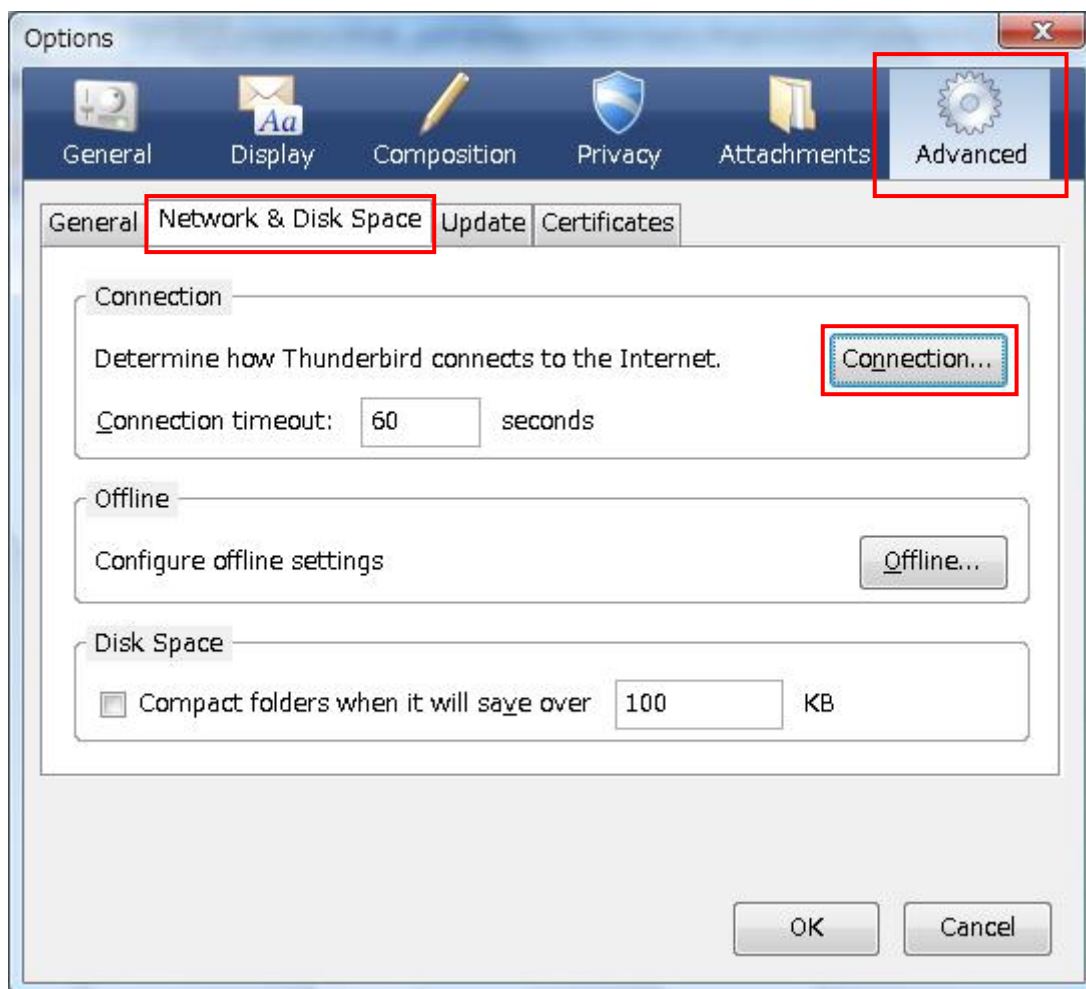 Options
X
Aa
General Display Composition Privacy Attachments Advanced
General Network & Disk Space Update Certificates
Connection
Determine how Thunderbird connects to the Internet. Connection...
Connection timeout: 60 seconds
Offline
Configure offline settings Offline...
Disk Space
Compact folders when it will save over 100 KB
OK Cancel